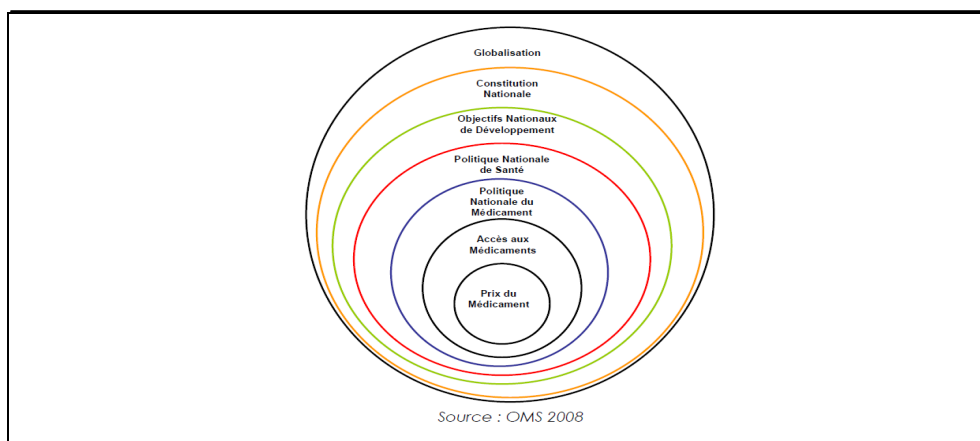 Globalisation
Constitution
Nationale
Objectifs Nationaux
de Développement
Politique Nationale
de Santé
Politique
Nationale du
Médicament
Accès aux
Médicaments
Prix du
Médicament
Source : OMS 2008